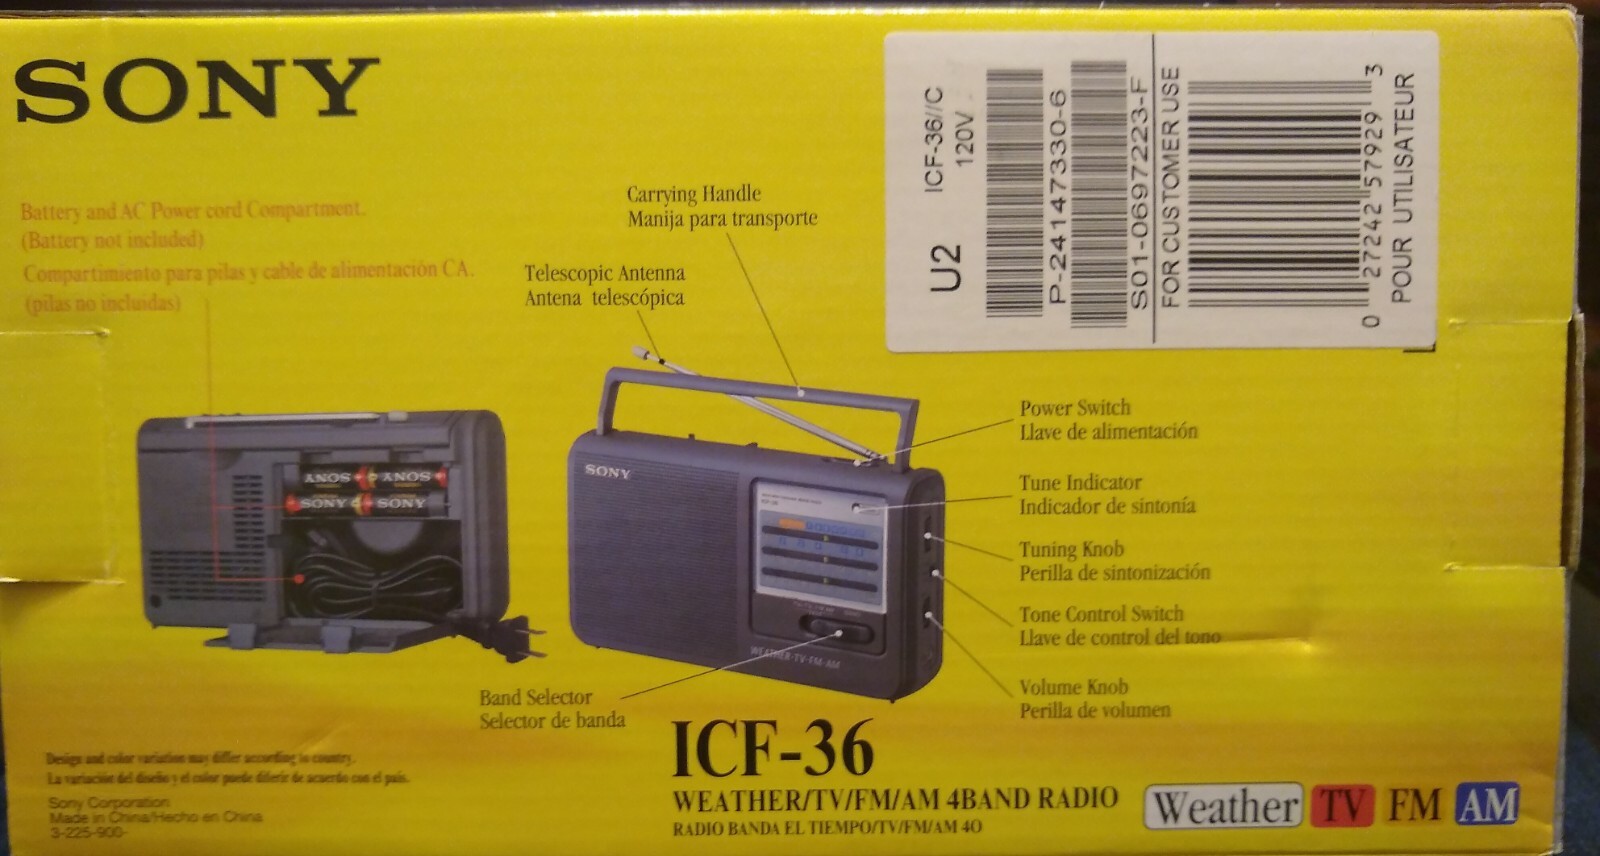 SONY
Battery and AC Power cord Compartment.
(Battery not included)
Compartimiento para pilas y cable de alimentación CA.
(pilas no incluidas)
Carrying Handle
Manija para transporte
Telescopic Antenna
Antena telescópica
U2
ICF-36//C
120V
P-24147330-6
S01-0697223-F
FOR CUSTOMER USE
0 27242 57929 3
POUR UTILISATEUR
Power Switch
Llave de alimentación
Tune Indicator
Indicador de sintonía
Tuning Knob
Perilla de sintonización
Tone Control Switch
Llave de control del tono
Volume Knob
Perilla de volumen
SONY SONY
SONY SONY
SONY
ICF-36
WEATHER•TV•FM•AM
Band Selector
Selector de banda
ICF-36
WEATHER/TV/FM/AM 4BAND RADIO
RADIO BANDA EL TIEMPO/TV/FM/AM 4O
Weather TV FM AM
Design and color variation may differ according to country.
La variación del diseño y el color puede diferir de acuerdo con el país.
Sony Corporation
Made in China/Hecho en China
3-225-900-